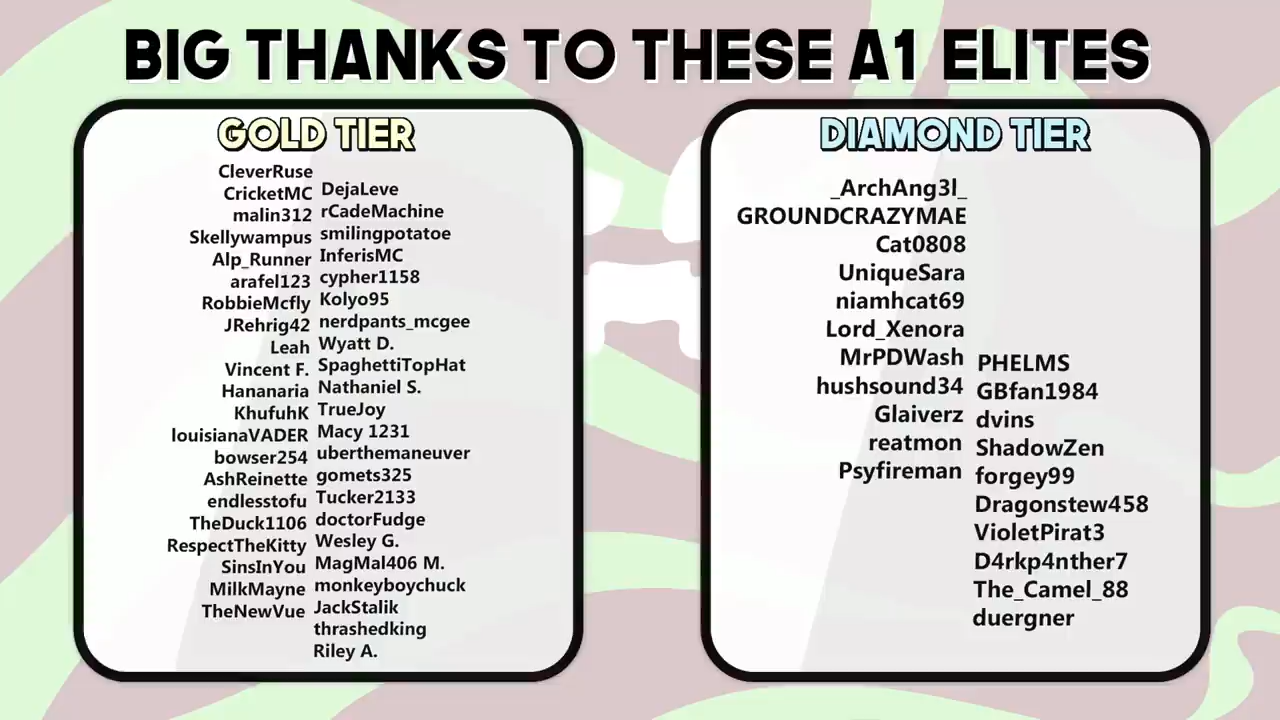 BIG THANKS TO THESE A1 ELITES
GOLD TIER
CleverRuse
CricketMC
malin312
Skellywampus
Alp_Runner
arafel123
RobbieMcfly
JRehrig42
Leah
Vincent F.
Hananaria
KhufuhK
louisianaVADER
bowser254
AshReinette
endlesstofu
TheDuck1106
RespectTheKitty
SinsInYou
MilkMayne
TheNewVue
DejaLeve
rCadeMachine
smilingpotatoe
InferisMC
cypher1158
Kolyo95
nerdpants_mcgee
Wyatt D.
SpaghettiTopHat
Nathaniel S.
TrueJoy
Macy 1231
uberthemaneuver
gomets325
Tucker2133
doctorFudge
Wesley G.
MagMal406 M.
monkeyboychuck
JackStalik
thrashedking
Riley A.
DIAMOND TIER
_ArchAng3l_
GROUNDCRAZYMAE
Cat0808
UniqueSara
niamhcat69
Lord_Xenora
MrPDWash
hushsound34
Glaiverz
reatmon
Psyfireman
PHELMS
GBfan1984
dvins
ShadowZen
forgey99
Dragonstew458
VioletPirat3
D4rkp4nther7
The_Camel_88
duergner